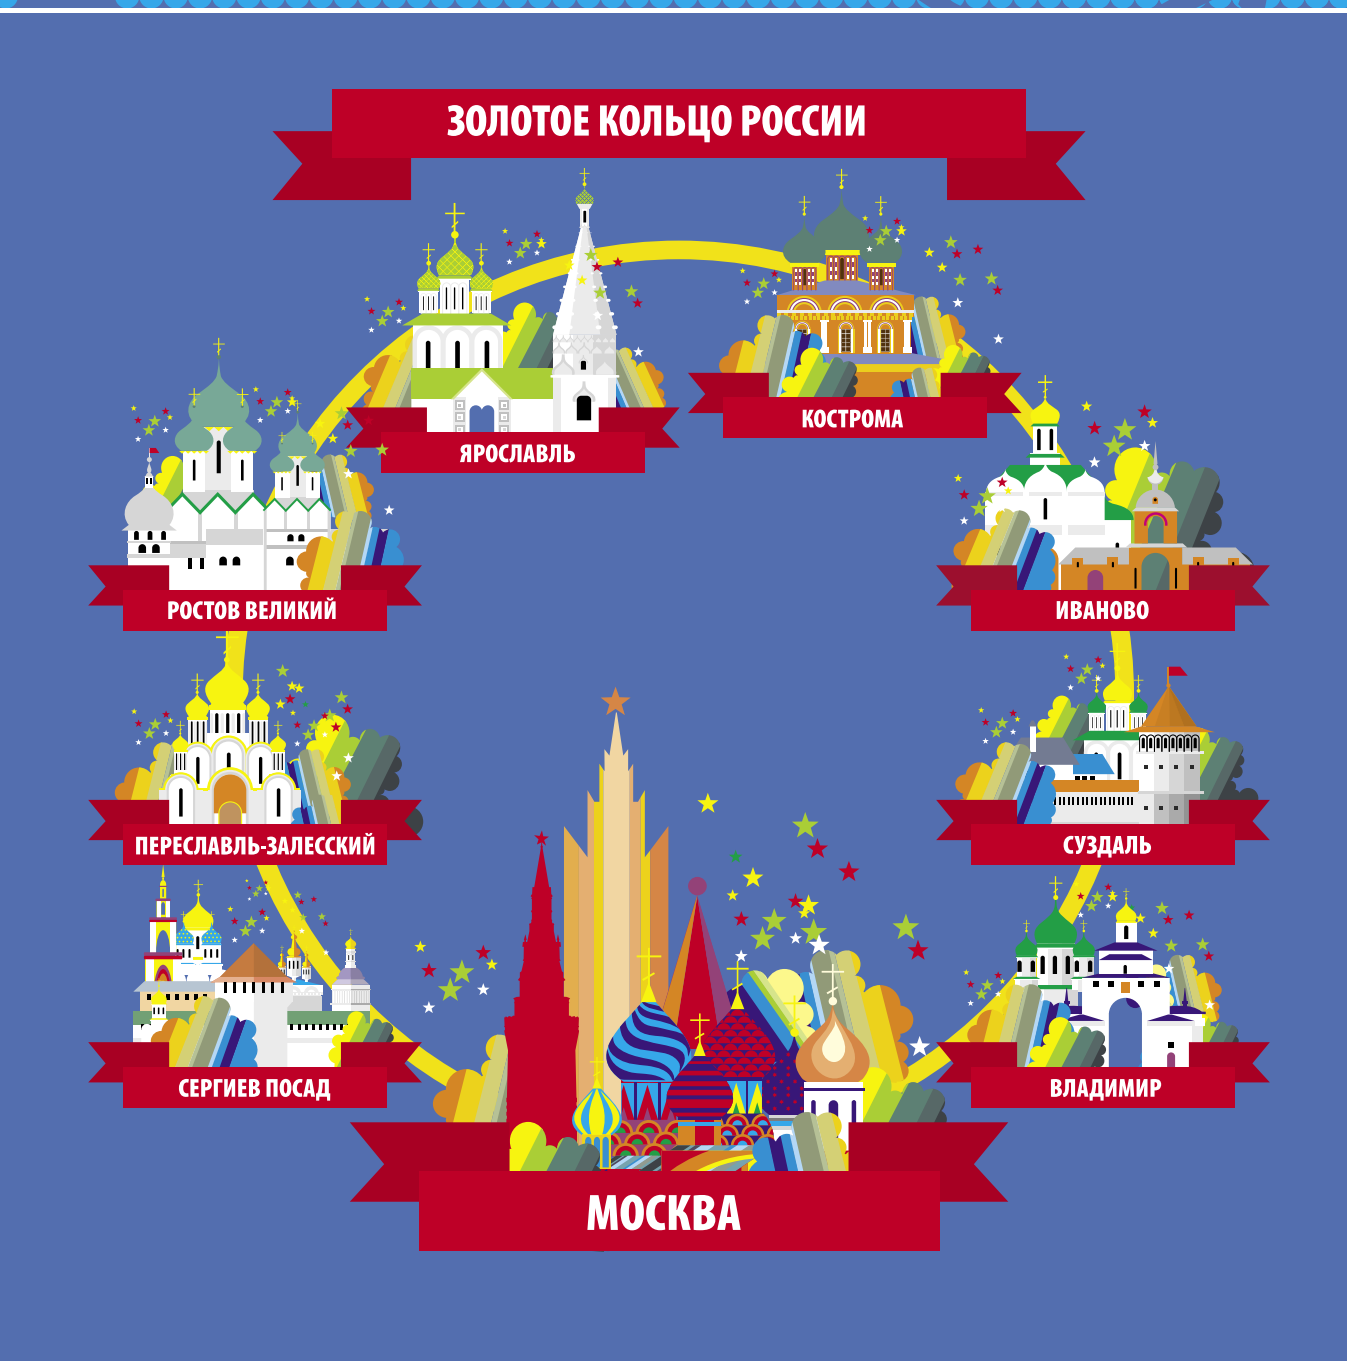 ЗОЛОТОЕ КОЛЬЦО РОССИИ
КОСТРОМА
ЯРОСЛАВЛЬ
РОСТОВ ВЕЛИКИЙ
ИВАНОВО
ПЕРЕСЛАВЛЬ-ЗАЛЕССКИЙ
СУЗДАЛЬ
СЕРГИЕВ ПОСАД
ВЛАДИМИР
МОСКВА